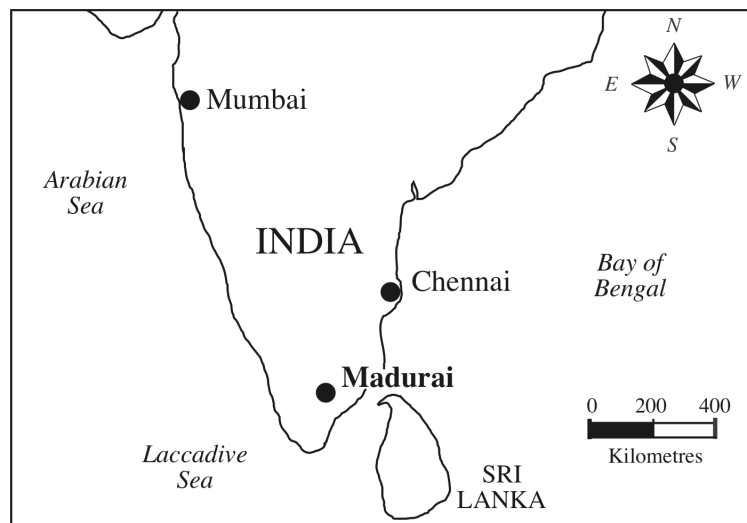 N
E
W
S
Mumbai
Arabian
Sea
INDIA
Bay of
Bengal
Chennai
Madurai
0 200 400
Kilometres
Laccadive
Sea
SRI
LANKA